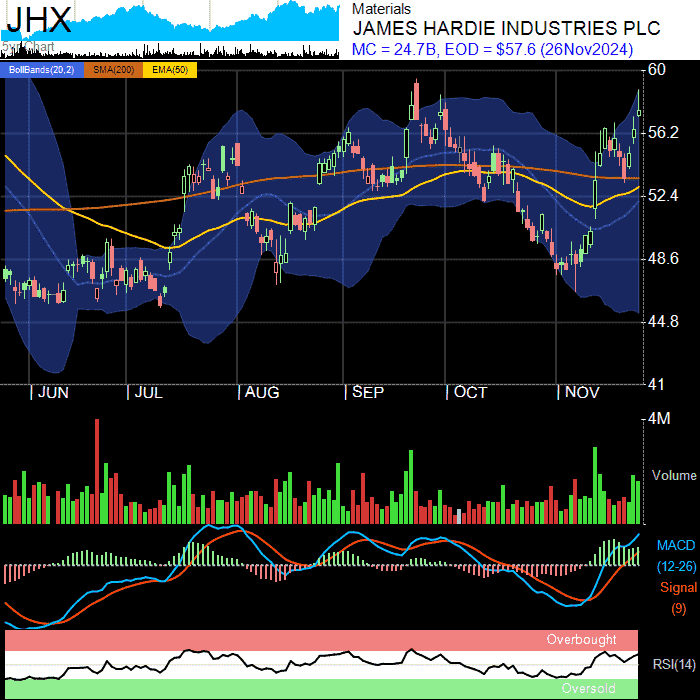 JHX
Materials
JAMES HARDIE INDUSTRIES PLC
MC = 24.7B, EOD = $57.6 (26Nov2024)
Chart
BollBands(20,2) SMA(200) EMA(50)
60
56.2
52.4
48.6
44.8
41
JUN JUL AUG SEP OCT NOV
4M
Volume
MACD
(12-26)
Signal
(9)
Overbought
RSI(14)
Oversold